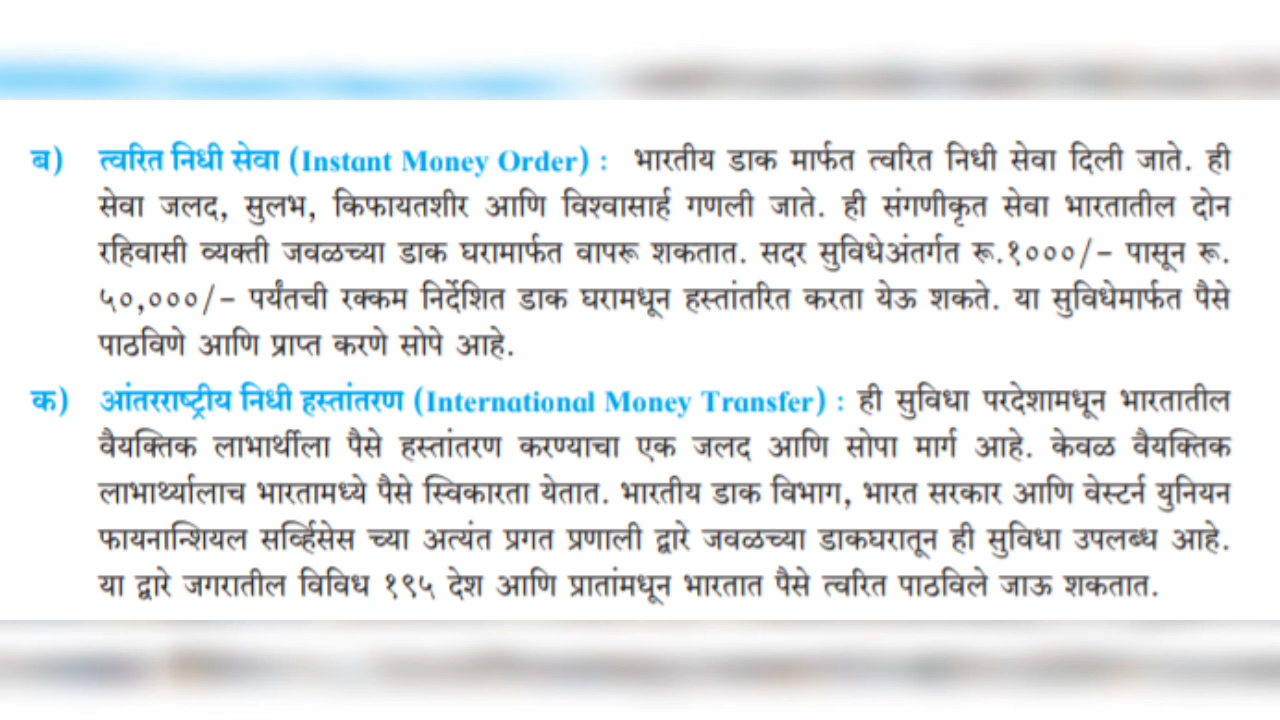 ब) त्वरित निधी सेवा (Instant Money Order) : भारतीय डाक मार्फत त्वरित निधी सेवा दिली जाते. ही
सेवा जलद, सुलभ, किफायतशीर आणि विश्वासार्ह गणली जाते. ही संगणीकृत सेवा भारतातील दोन
रहिवासी व्यक्ती जवळच्या डाक घरामार्फत वापरू शकतात. सदर सुविधेअंतर्गत रू.१०००/– पासून रू.
५०,०००/– पर्यंतची रक्कम निर्देशित डाक घरामधून हस्तांतरित करता येऊ शकते. या सुविधेमार्फत पैसे
पाठविणे आणि प्राप्त करणे सोपे आहे.
क) आंतरराष्ट्रीय निधी हस्तांतरण (International Money Transfer) : ही सुविधा परदेशामधून भारतातील
वैयक्तिक लाभार्थीला पैसे हस्तांतरण करण्याचा एक जलद आणि सोपा मार्ग आहे. केवळ वैयक्तिक
लाभार्थ्यालाच भारतामध्ये पैसे स्विकारता येतात. भारतीय डाक विभाग, भारत सरकार आणि वेस्टर्न युनियन
फायनान्शियल सर्व्हिसेस च्या अत्यंत प्रगत प्रणाली द्वारे जवळच्या डाकघरातून ही सुविधा उपलब्ध आहे.
या द्वारे जगरातील विविध १९५ देश आणि प्रातांमधून भारतात पैसे त्वरित पाठविले जाऊ शकतात.